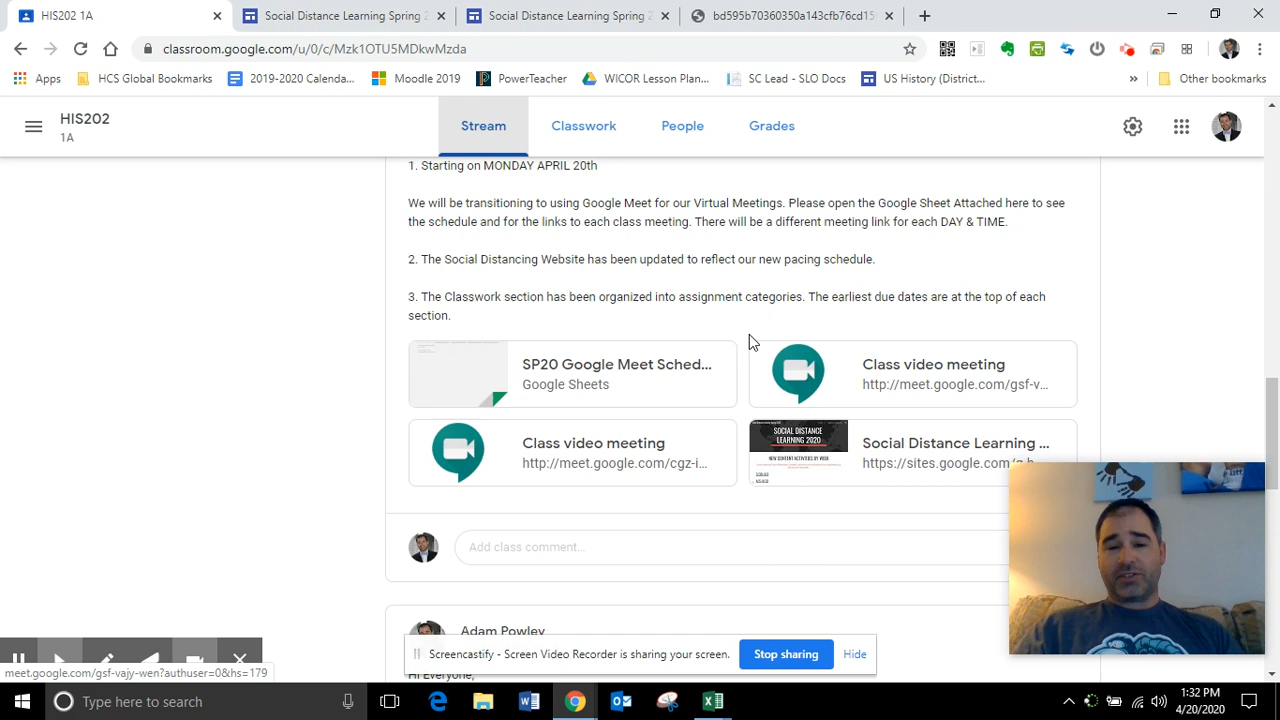 HIS202 1A
Social Distance Learning Spring 2
Social Distance Learning Spring 2
bd595b70360350a143cfb76cd15
classroom.google.com/u/0/c/Mzk1OTU5MDkwMzda
Apps
HCS Global Bookmarks
2019-2020 Calenda...
Moodle 2019
PowerTeacher
WICOR Lesson Plan...
SC Lead - SLO Docs
US History (District...
»
Other bookmarks
HIS202
1A
Stream
Classwork
People
Grades
1. Starting on MONDAY APRIL 20th
We will be transitioning to using Google Meet for our Virtual Meetings. Please open the Google Sheet Attached here to see
the schedule and for the links to each class meeting. There will be a different meeting link for each DAY & TIME.
2. The Social Distancing Website has been updated to reflect our new pacing schedule.
3. The Classwork section has been organized into assignment categories. The earliest due dates are at the top of each
section.
SP20 Google Meet Sched...
Google Sheets
Class video meeting
http://meet.google.com/gsf-v...
Class video meeting
http://meet.google.com/cgz-i...
SOCIAL DISTANCE
LEARNING 2020
NEW CONTENT ACTIVITIES BY WEEK
Social Distance Learning ...
Add class comment...
Adam Powley
Hi Everyone,
Screencastify - Screen Video Recorder is sharing your screen.
Stop sharing
Hide
meet.google.com/gsf-vajy-wen?authuser=0&hs=179
Type here to search
1:32 PM
4/20/2020